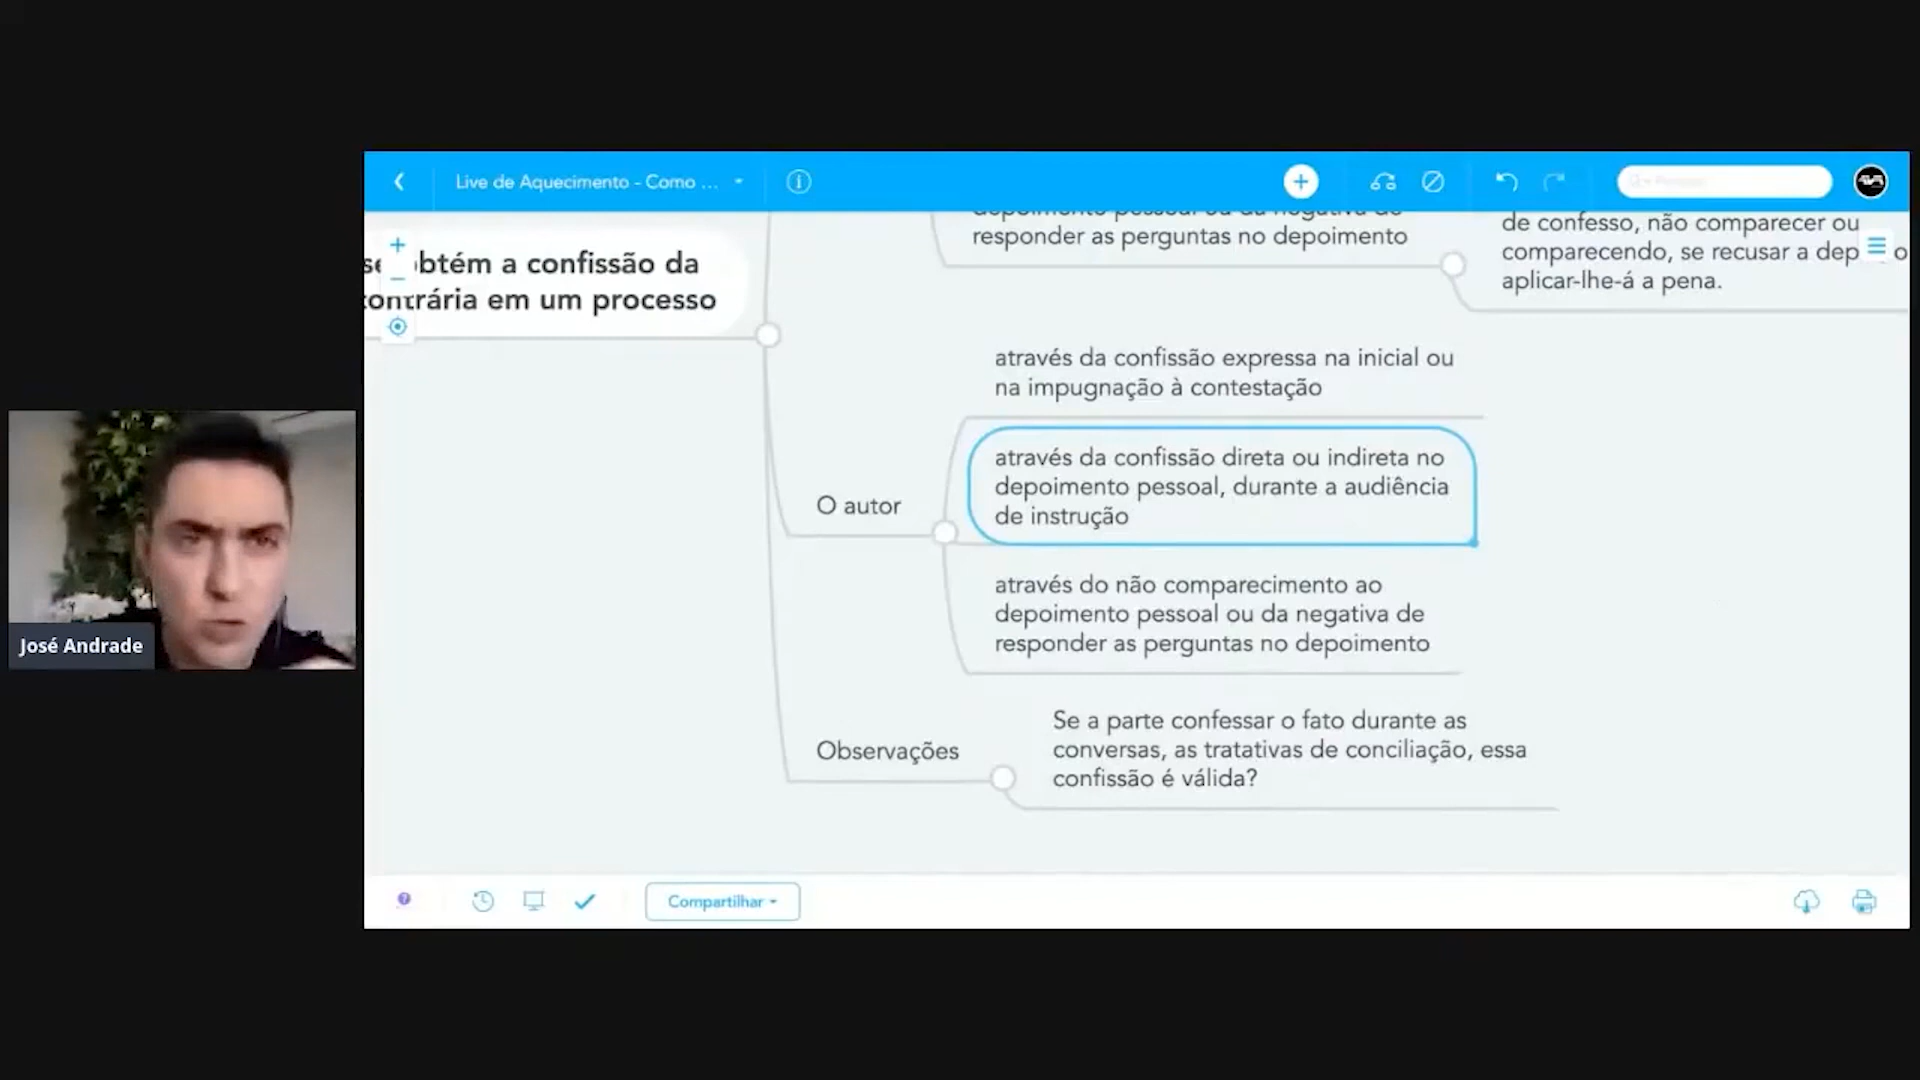 Live de Aquecimento - Como ...
obtém a confissão da
contrária em um processo
responder as perguntas no depoimento
de confesso, não comparecer ou
comparecendo, se recusar a dep
aplicar-lhe-á a pena.
através da confissão expressa na inicial ou
na impugnação à contestação
O autor
através da confissão direta ou indireta no
depoimento pessoal, durante a audiência
de instrução
através do não comparecimento ao
depoimento pessoal ou da negativa de
responder as perguntas no depoimento
Observações
Se a parte confessar o fato durante as
conversas, as tratativas de conciliação, essa
confissão é válida?
José Andrade
Compartilhar